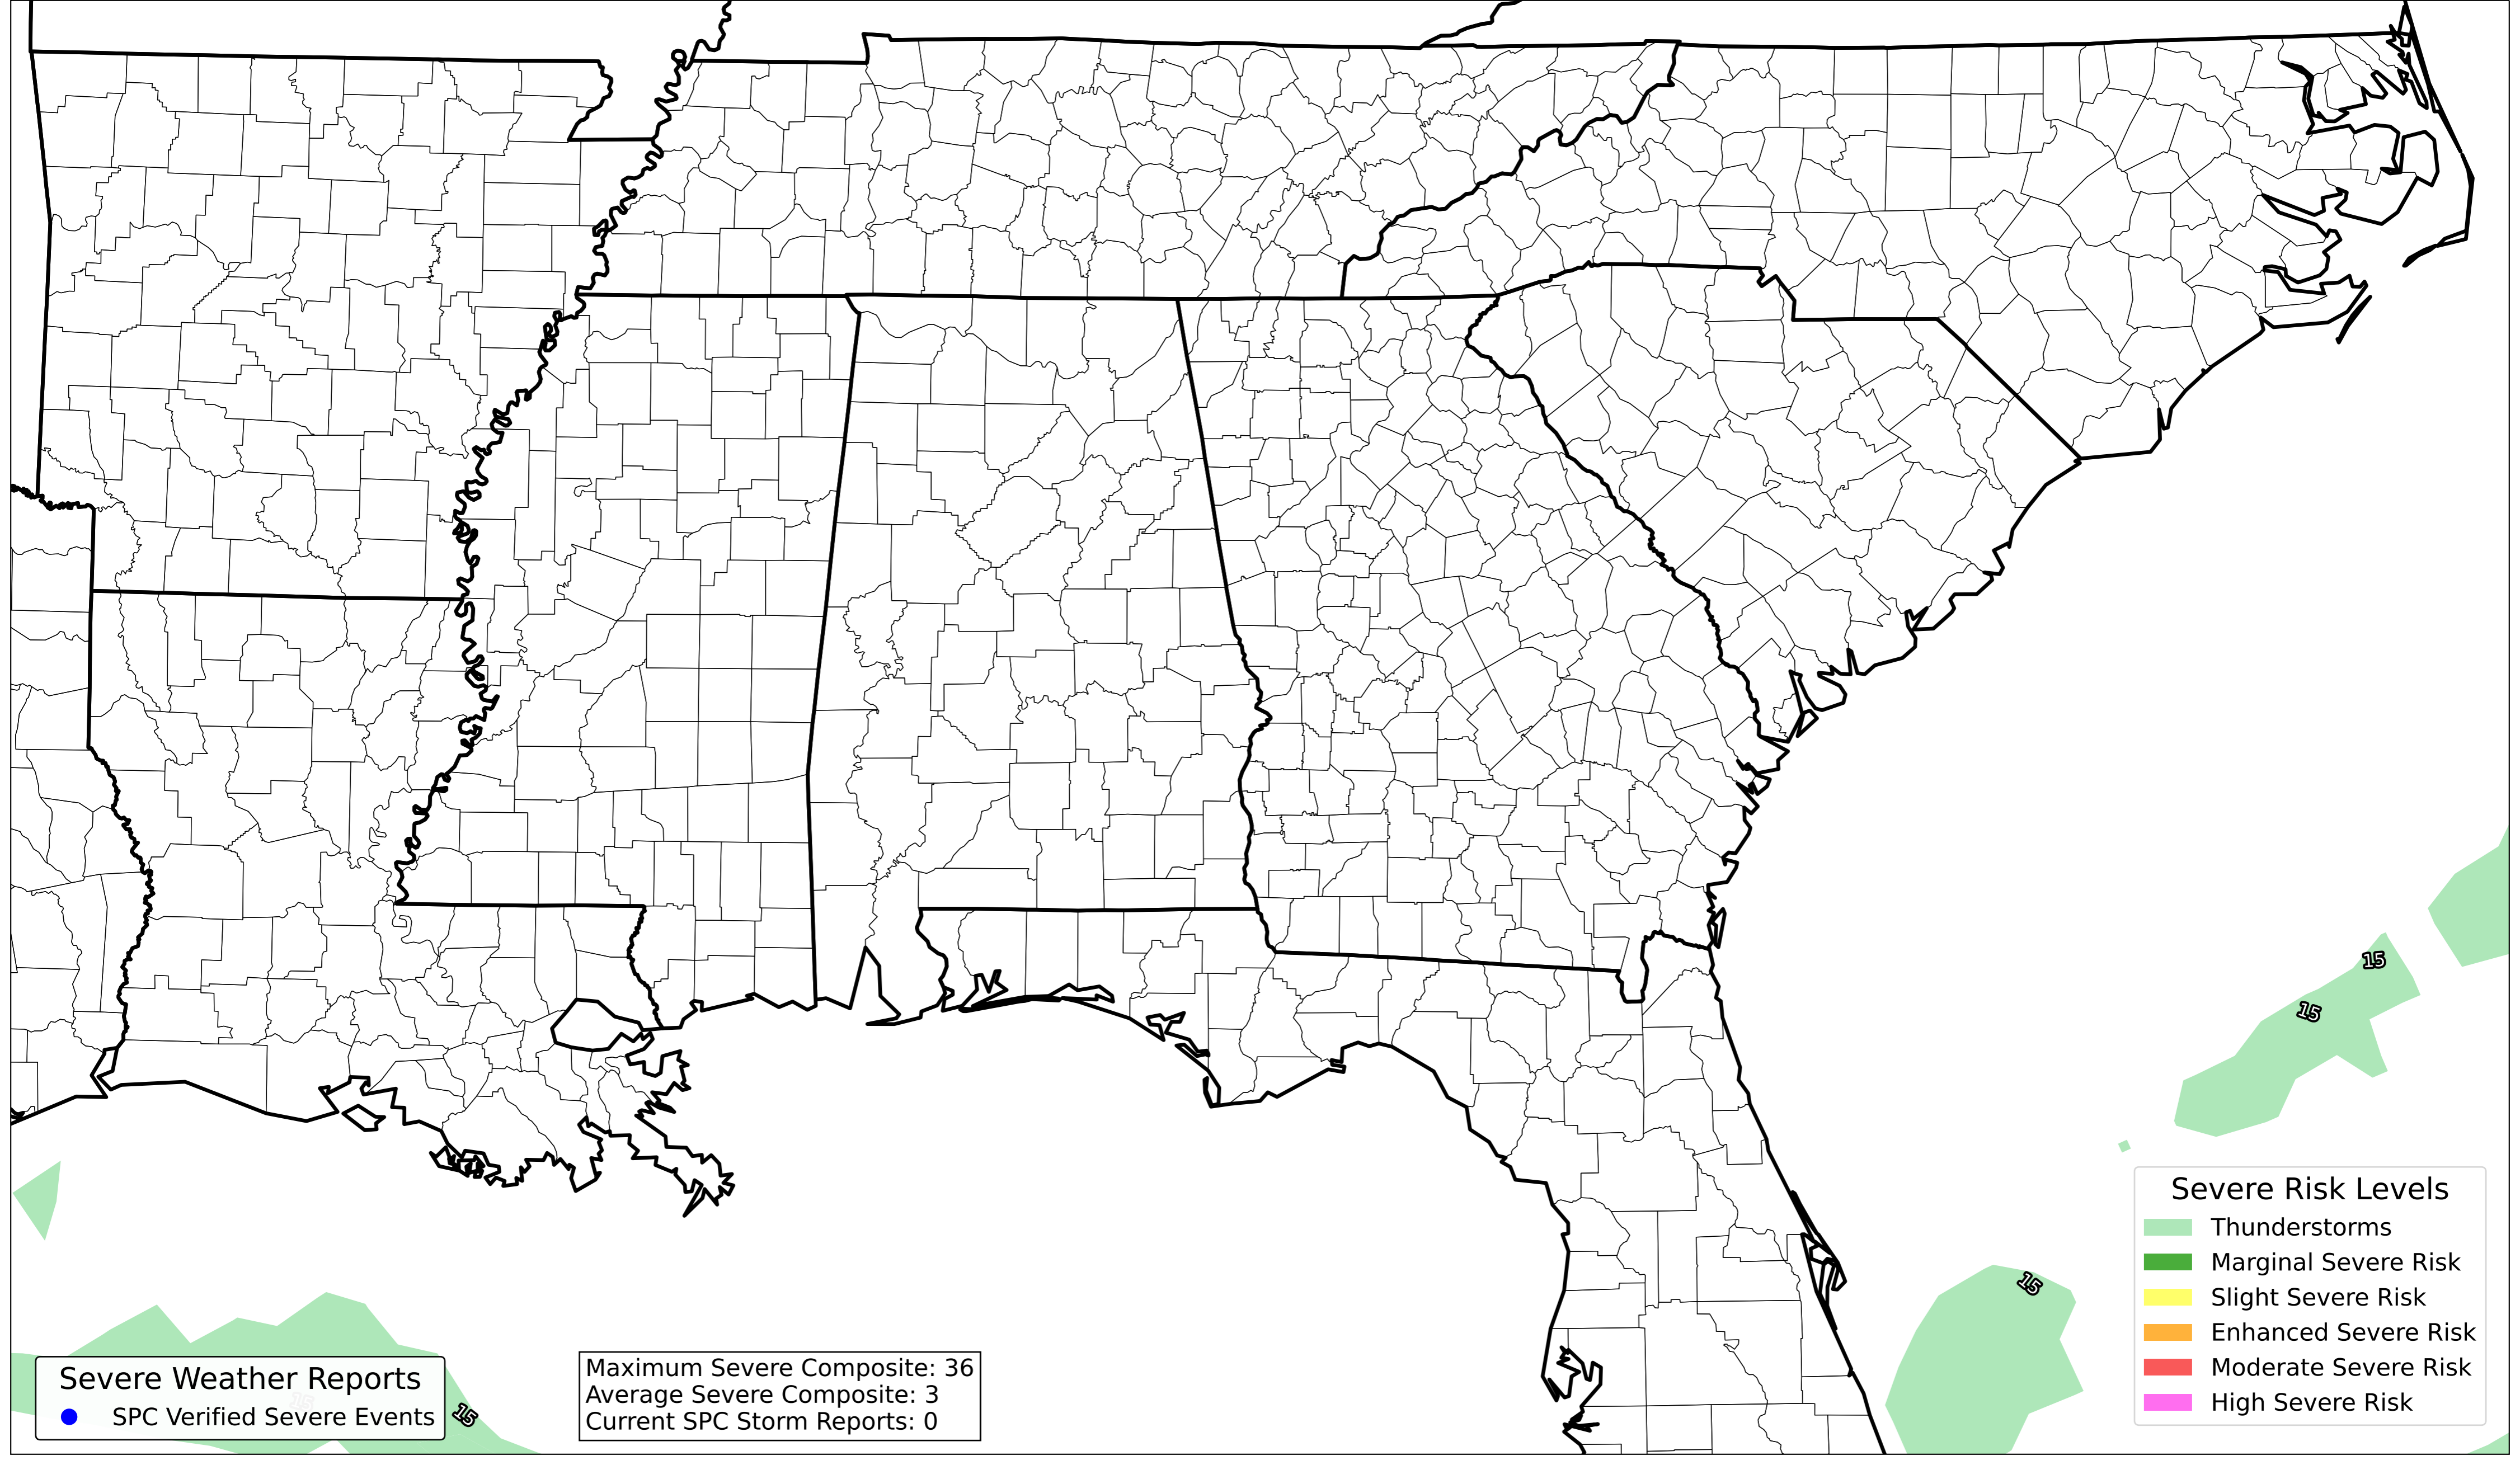 15
15
Severe Risk Levels
Thunderstorms
15
Marginal Severe Risk
Slight Severe Risk
Enhanced Severe Risk
Moderate Severe Risk
High Severe Risk
Severe Weather Reports
SPC Verified Severe Events
15
Maximum Severe Composite: 36
Average Severe Composite: 3
Current SPC Storm Reports: 0